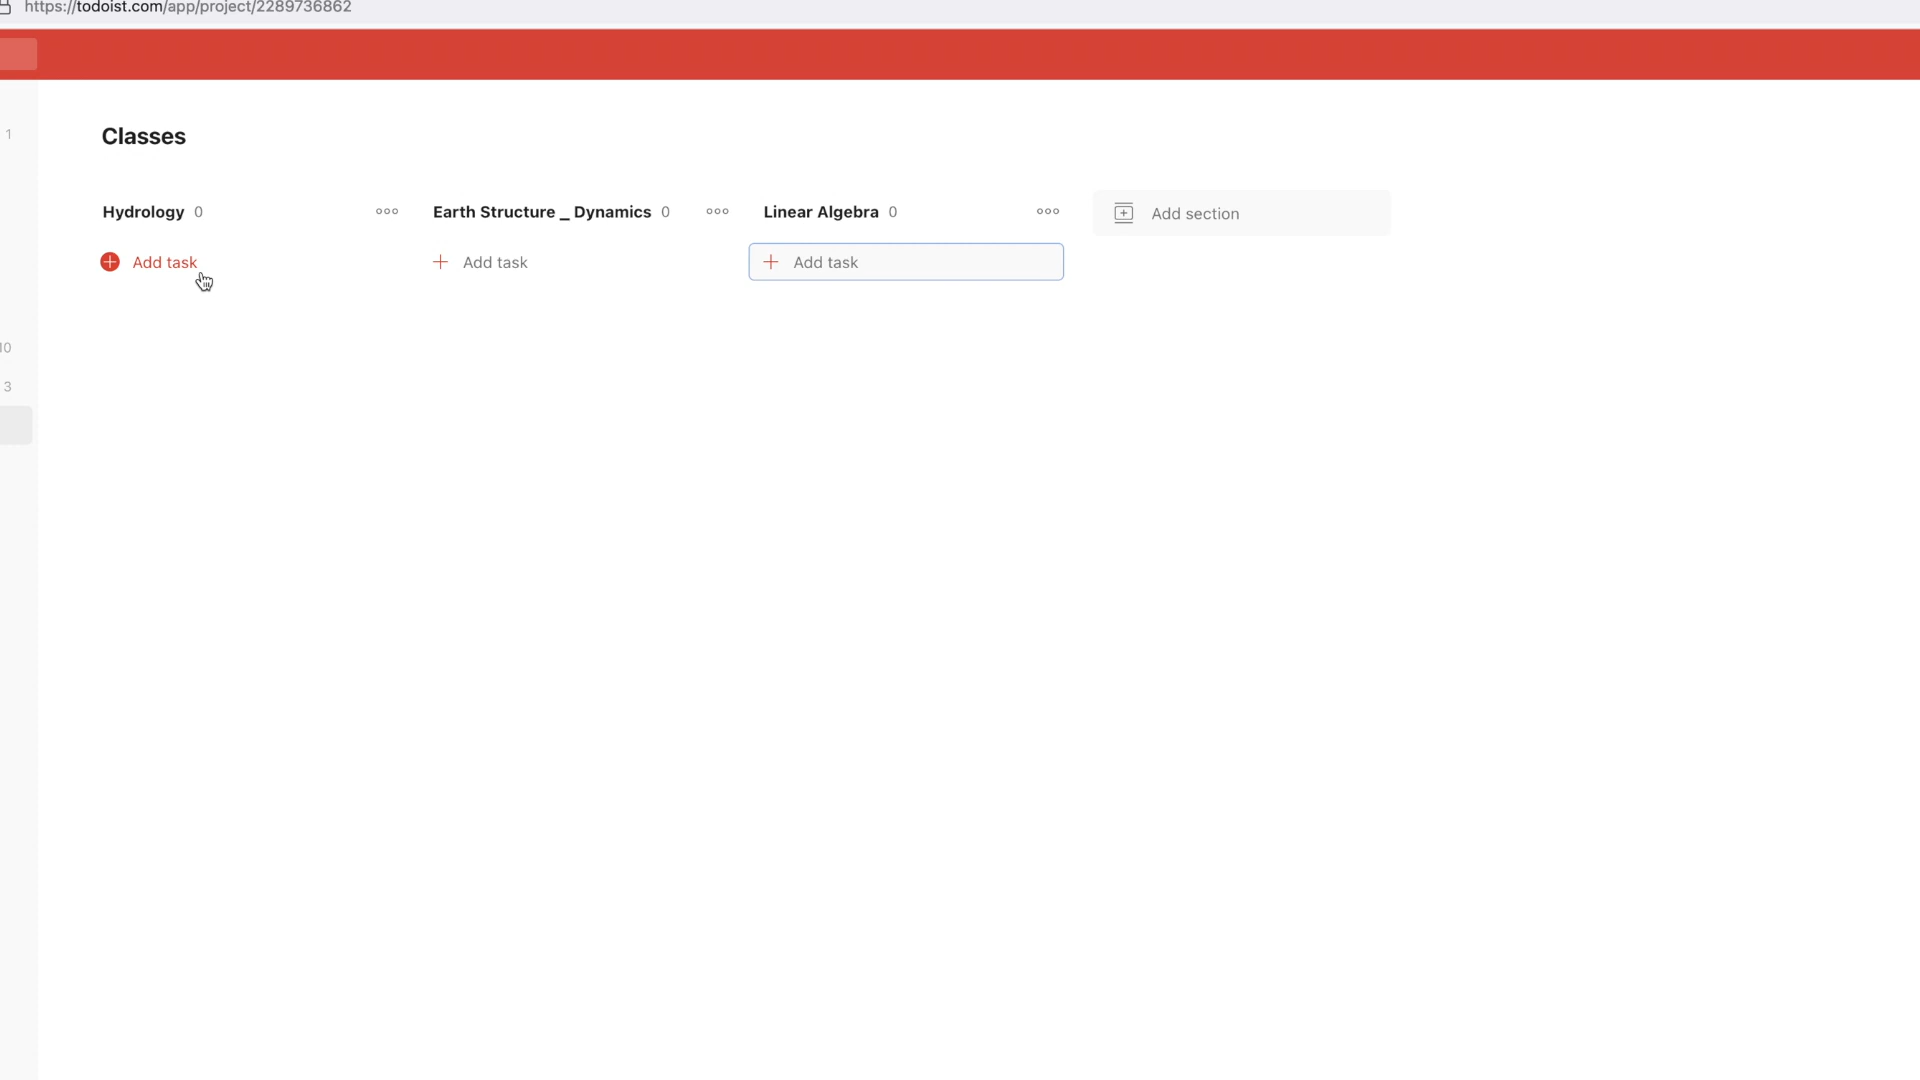 https://todoist.com/app/project/2289736862
1
Classes
Hydrology 0
Earth Structure _ Dynamics 0
Linear Algebra 0
Add section
Add task
Add task
Add task
10
3